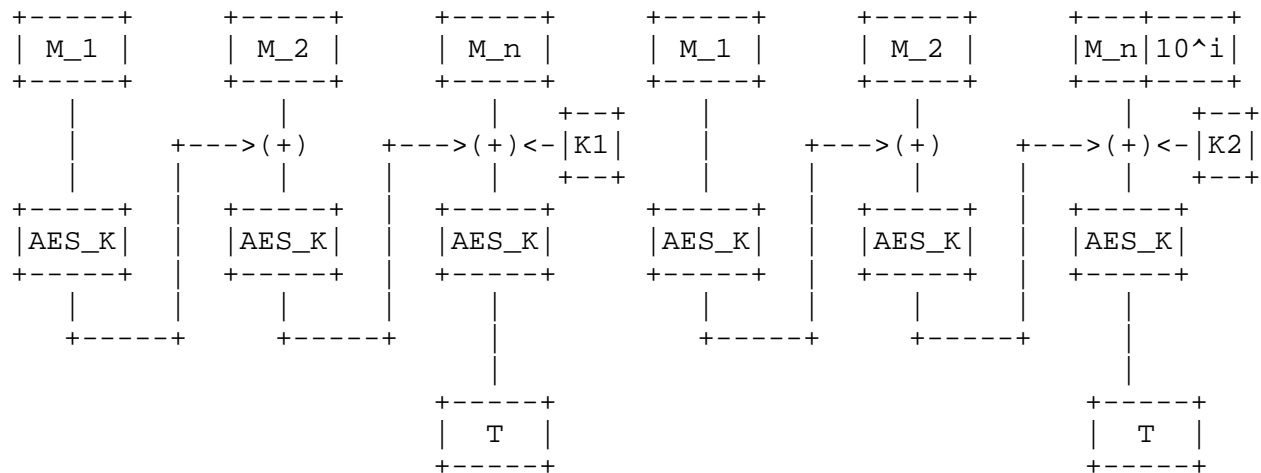 M_1 M_2 M_n M_1 M_2 M_n 10^i
(+) (+) K1 (+) (+) K2
AES_K AES_K AES_K AES_K AES_K AES_K
T T